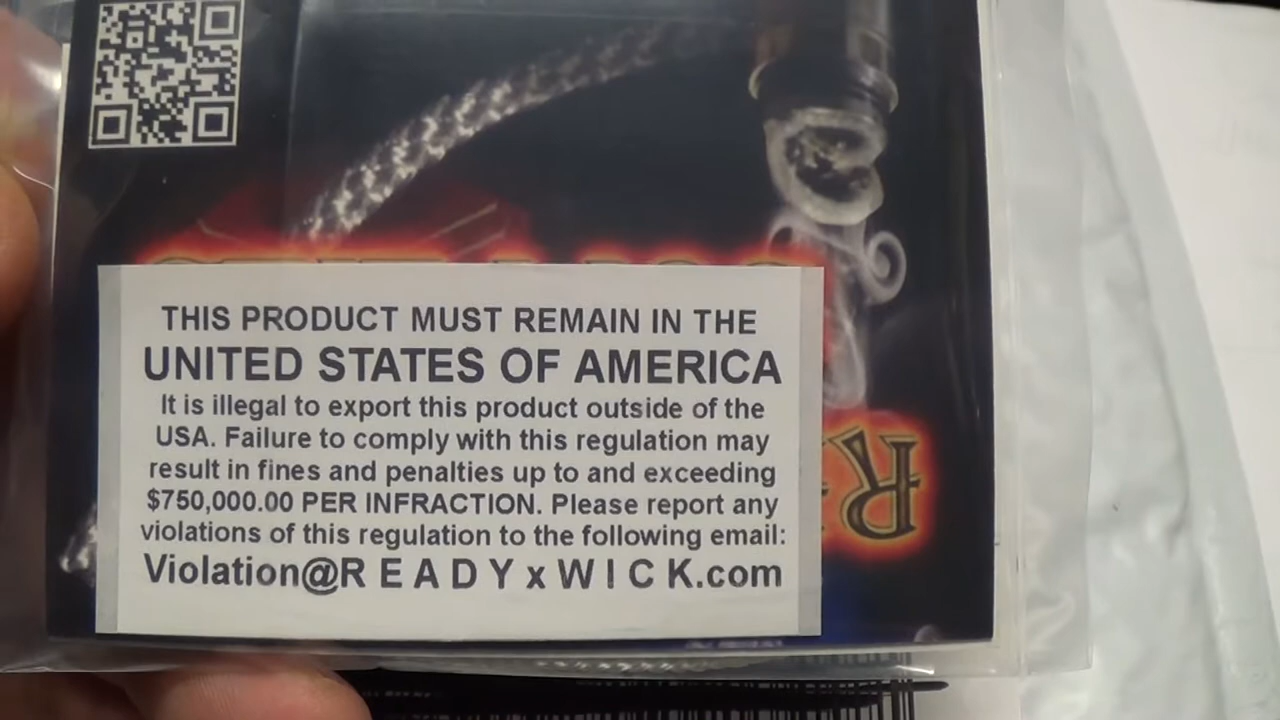 THIS PRODUCT MUST REMAIN IN THE
UNITED STATES OF AMERICA
It is illegal to export this product outside of the
USA. Failure to comply with this regulation may
result in fines and penalties up to and exceeding
$750,000.00 PER INFRACTION. Please report any
violations of this regulation to the following email:
Violation@R E A D Y x W I C K.com